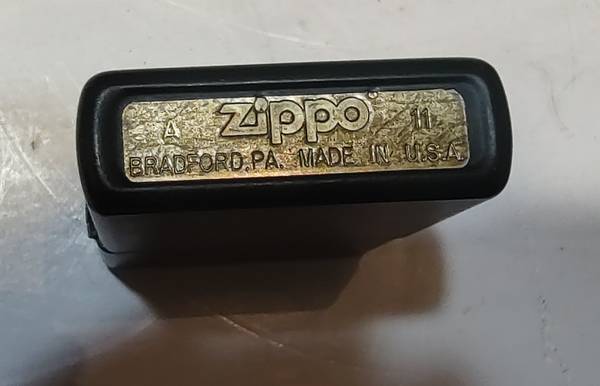 A Zippo® 11
BRADFORD, PA. MADE IN U.S.A.